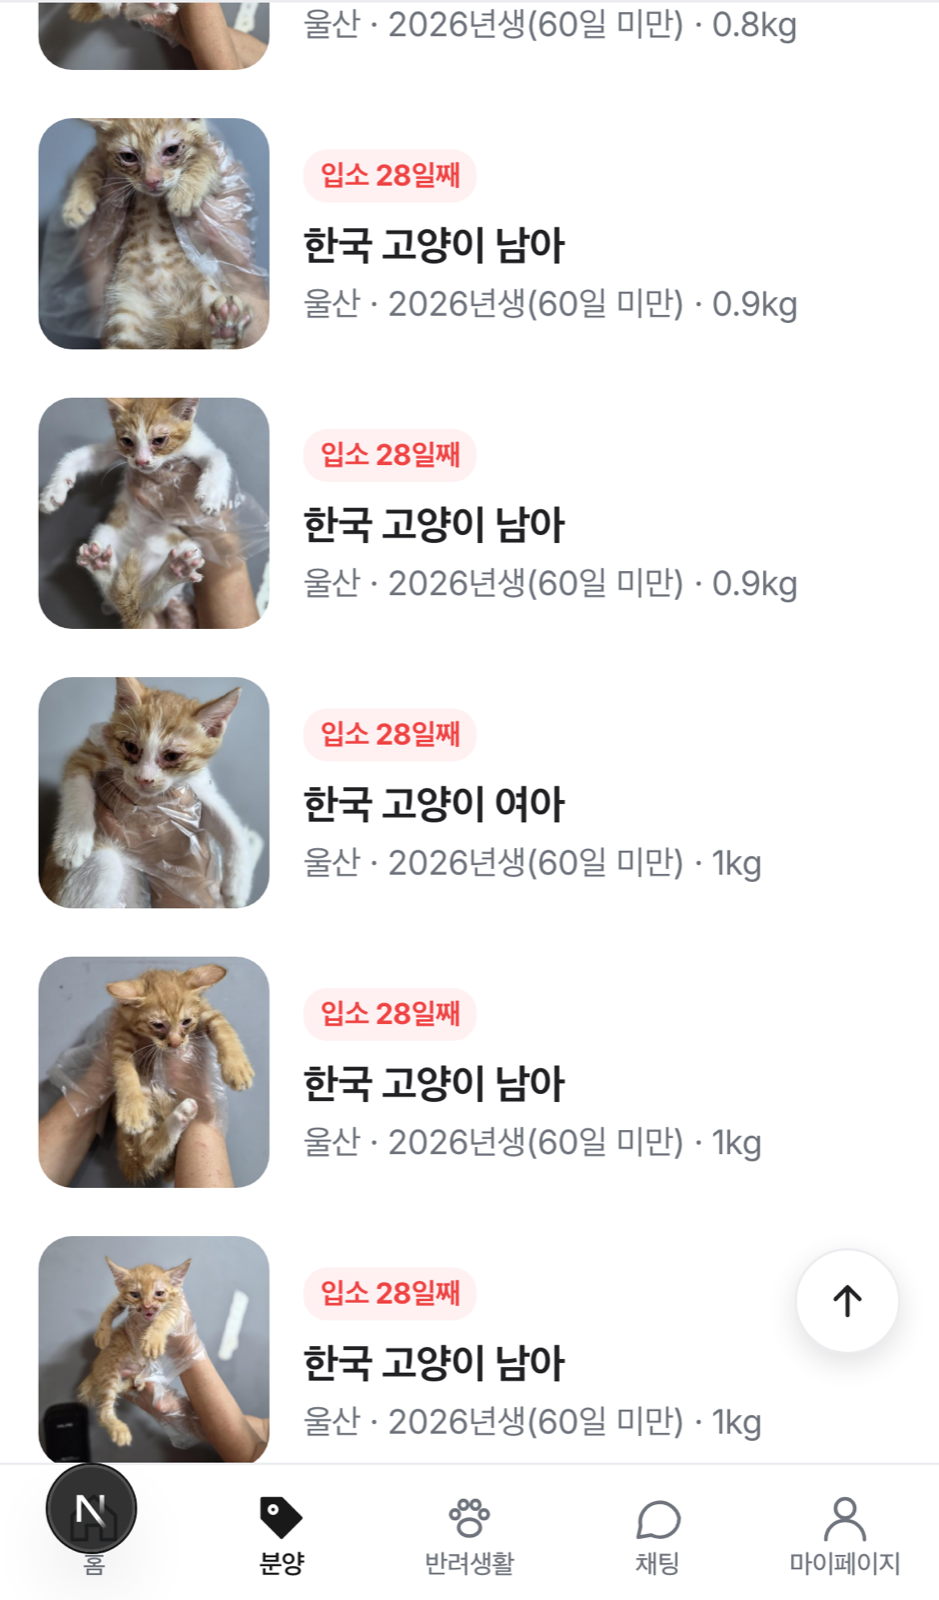 울산 · 2026년생(60일 미만) · 0.8kg
입소 28일째
한국 고양이 남아
울산 · 2026년생(60일 미만) · 0.9kg
입소 28일째
한국 고양이 남아
울산 · 2026년생(60일 미만) · 0.9kg
입소 28일째
한국 고양이 여아
울산 · 2026년생(60일 미만) · 1kg
입소 28일째
한국 고양이 남아
울산 · 2026년생(60일 미만) · 1kg
입소 28일째
한국 고양이 남아
울산 · 2026년생(60일 미만) · 1kg
N
홈
분양
반려생활
채팅
마이페이지